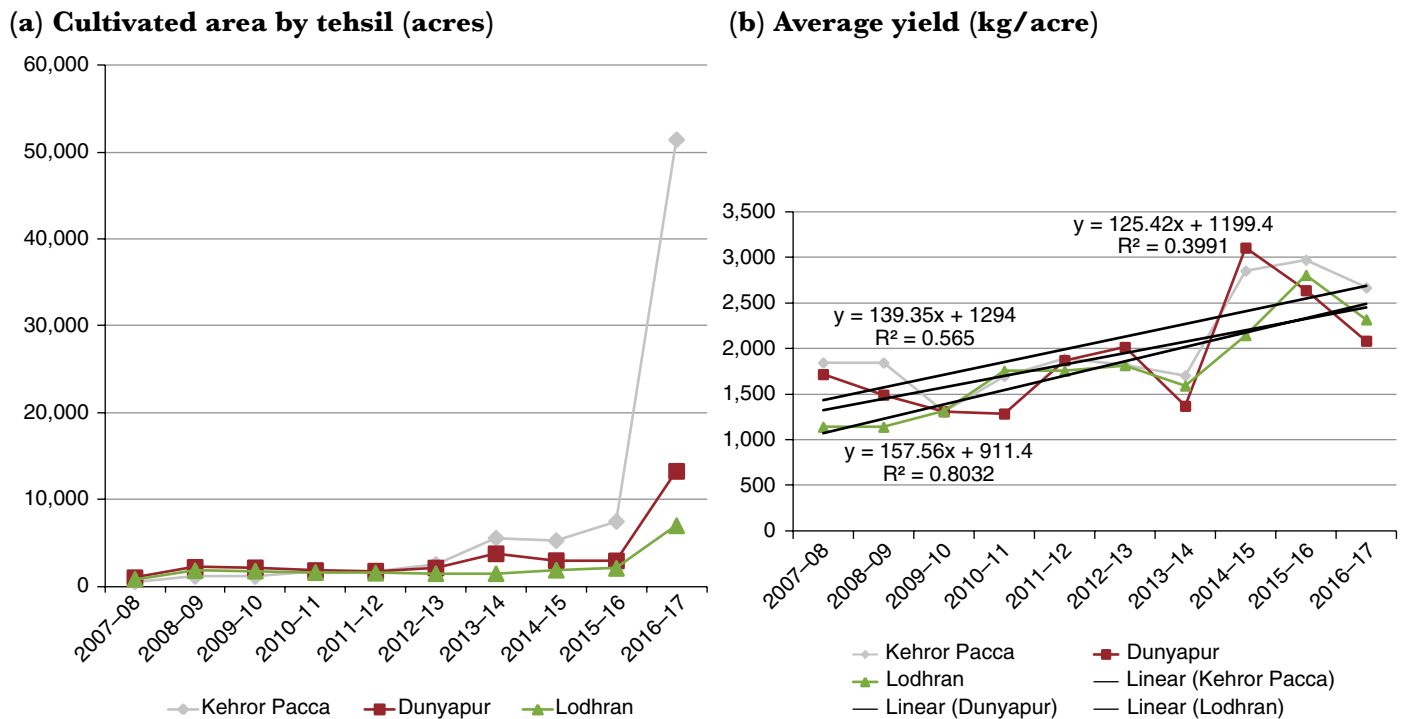 (a) Cultivated area by tehsil (acres)
60,000
50,000
40,000
30,000
20,000
10,000
0
2007–08
2008–09
2009–10
2010–11
2011–12
2012–13
2013–14
2014–15
2015–16
2016–17
Kehror Pacca
Dunyapur
Lodhran
(b) Average yield (kg/acre)
3,500
3,000
2,500
2,000
1,500
1,000
500
0
y = 125.42x + 1199.4
R² = 0.3991
y = 139.35x + 1294
R² = 0.565
y = 157.56x + 911.4
R² = 0.8032
2007–08
2008–09
2009–10
2010–11
2011–12
2012–13
2013–14
2014–15
2015–16
2016–17
Kehror Pacca
Dunyapur
Lodhran
Linear (Kehror Pacca)
Linear (Dunyapur)
Linear (Lodhran)